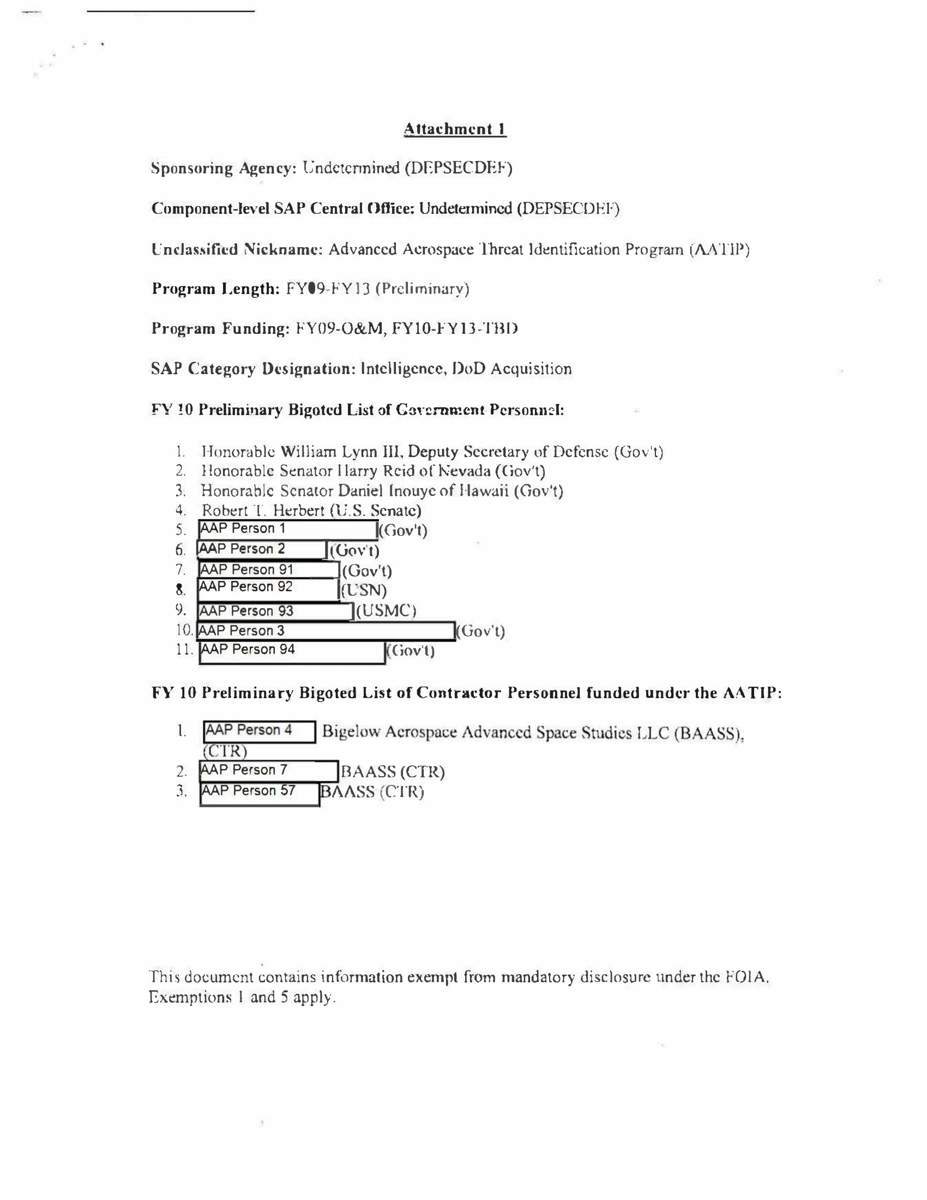 Attachment 1
Sponsoring Agency: Undetermined (DEPSECDEF)
Component-level SAP Central Office: Undetermined (DEPSECDEF)
Unclassified Nickname: Advanced Aerospace Threat Identification Program (AATIP)
Program Length: FY09-FY13 (Preliminary)
Program Funding: FY09-O&M, FY10-FY13-TBD
SAP Category Designation: Intelligence, DoD Acquisition
FY 10 Preliminary Bigoted List of Government Personnel:
1. Honorable William Lynn III, Deputy Secretary of Defense (Gov't)
2. Honorable Senator Harry Reid of Nevada (Gov't)
3. Honorable Senator Daniel Inouye of Hawaii (Gov't)
4. Robert T. Herbert (U.S. Senate)
5. AAP Person 1 (Gov't)
6. AAP Person 2 (Gov't)
7. AAP Person 91 (Gov't)
8. AAP Person 92 (USN)
9. AAP Person 93 (USMC)
10. AAP Person 3 (Gov't)
11. AAP Person 94 (Gov't)
FY 10 Preliminary Bigoted List of Contractor Personnel funded under the AATIP:
1. AAP Person 4 Bigelow Aerospace Advanced Space Studies LLC (BAASS),
(CTR)
2. AAP Person 7 BAASS (CTR)
3. AAP Person 57 BAASS (CTR)
This document contains information exempt from mandatory disclosure under the FOIA.
Exemptions 1 and 5 apply.